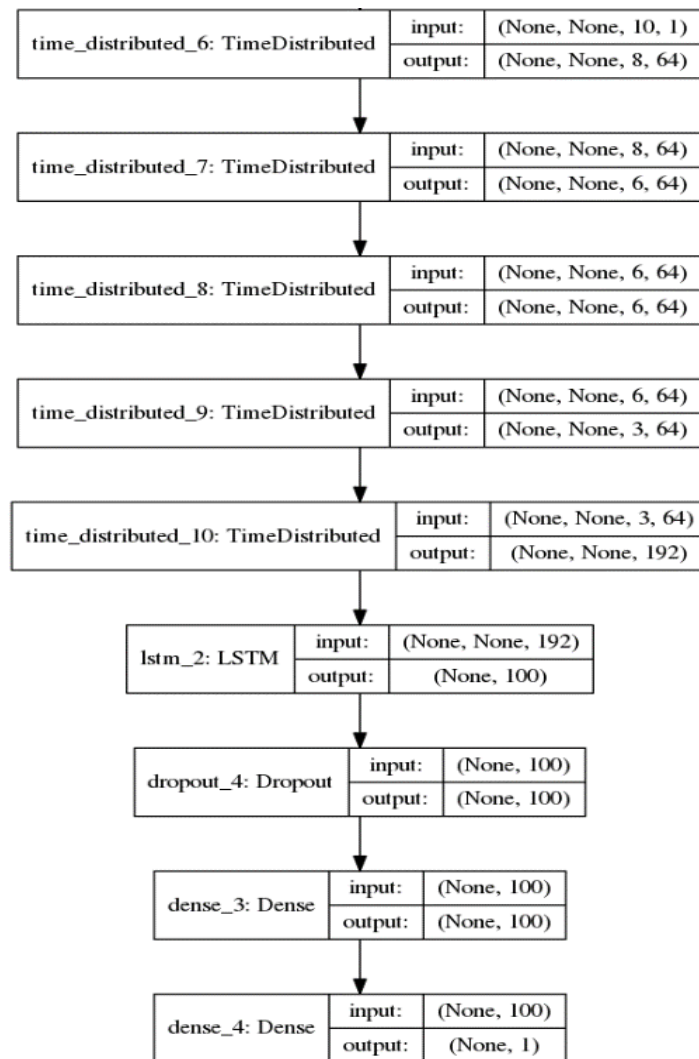 time_distributed_6: TimeDistributed
input: (None, None, 10, 1)
output: (None, None, 8, 64)
time_distributed_7: TimeDistributed
input: (None, None, 8, 64)
output: (None, None, 6, 64)
time_distributed_8: TimeDistributed
input: (None, None, 6, 64)
output: (None, None, 6, 64)
time_distributed_9: TimeDistributed
input: (None, None, 6, 64)
output: (None, None, 3, 64)
time_distributed_10: TimeDistributed
input: (None, None, 3, 64)
output: (None, None, 192)
lstm_2: LSTM
input: (None, None, 192)
output: (None, 100)
dropout_4: Dropout
input: (None, 100)
output: (None, 100)
dense_3: Dense
input: (None, 100)
output: (None, 100)
dense_4: Dense
input: (None, 100)
output: (None, 1)